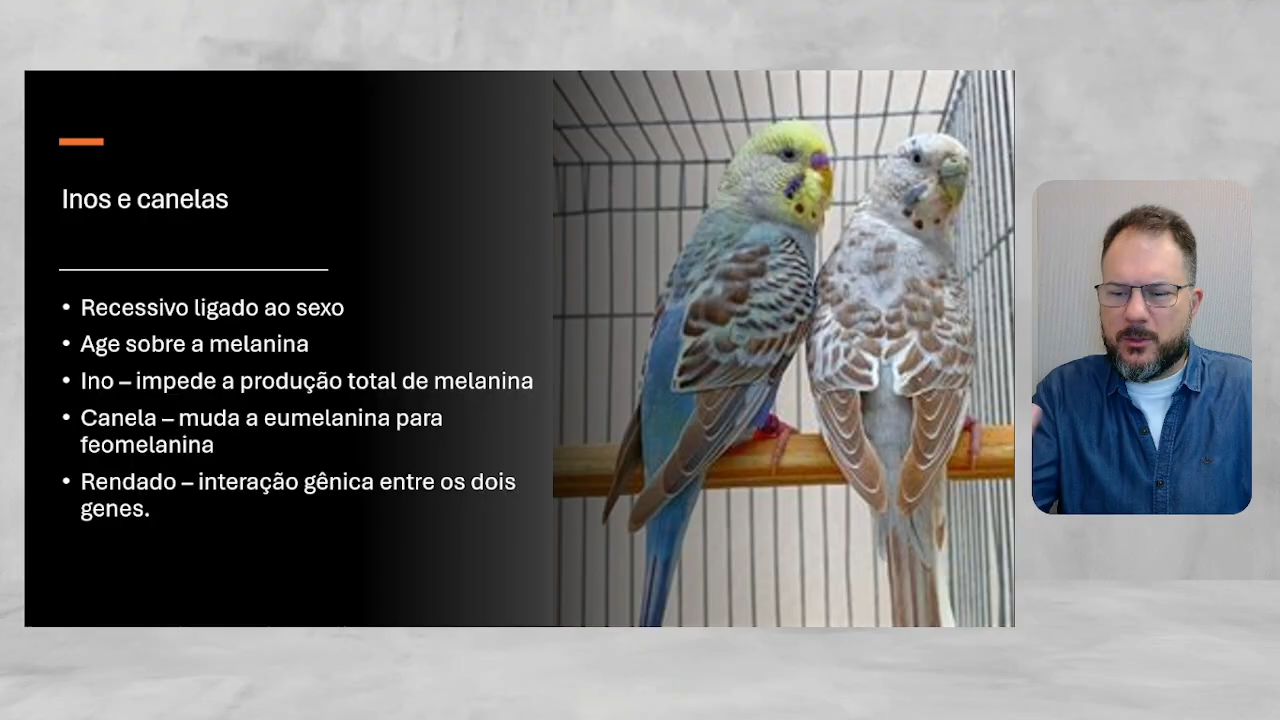 Inos e canelas
• Recessivo ligado ao sexo
• Age sobre a melanina
• Ino – impede a produção total de melanina
• Canela – muda a eumelanina para
feomelanina
• Rendado – interação gênica entre os dois
genes.